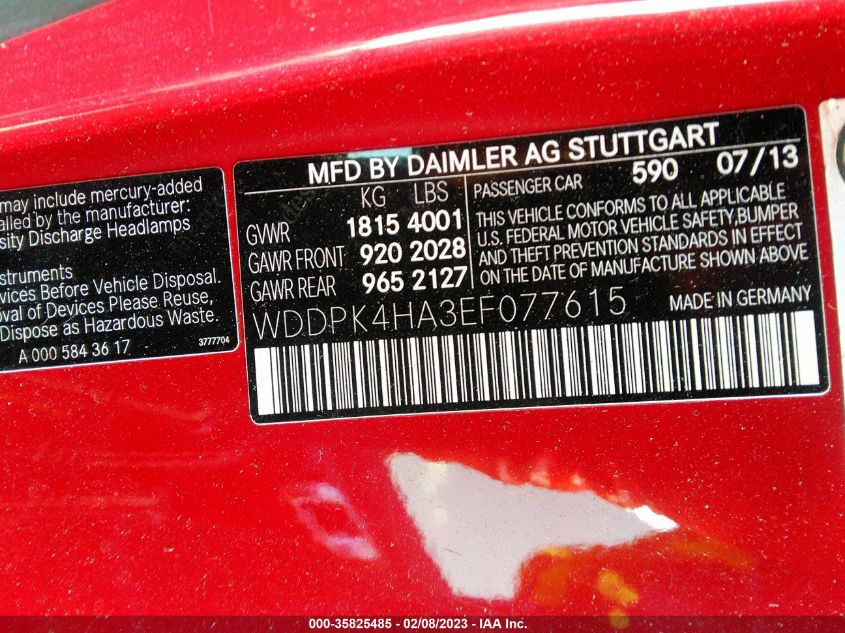 may include mercury-added
alled by the manufacturer:
sity Discharge Headlamps
nstruments
vices Before Vehicle Disposal.
oval of Devices Please Reuse,
Dispose as Hazardous Waste.
A 000 584 36 17
3777704
MFD BY DAIMLER AG STUTTGART
KG LBS
GVWR 1815 4001
GAWR FRONT 920 2028
GAWR REAR 965 2127
PASSENGER CAR 590 07/13
THIS VEHICLE CONFORMS TO ALL APPLICABLE
U.S. FEDERAL MOTOR VEHICLE SAFETY,BUMPER
AND THEFT PREVENTION STANDARDS IN EFFECT
ON THE DATE OF MANUFACTURE SHOWN ABOVE
WDDPK4HA3EF077615
MADE IN GERMANY
000-35825485 - 02/08/2023 - IAA Inc.